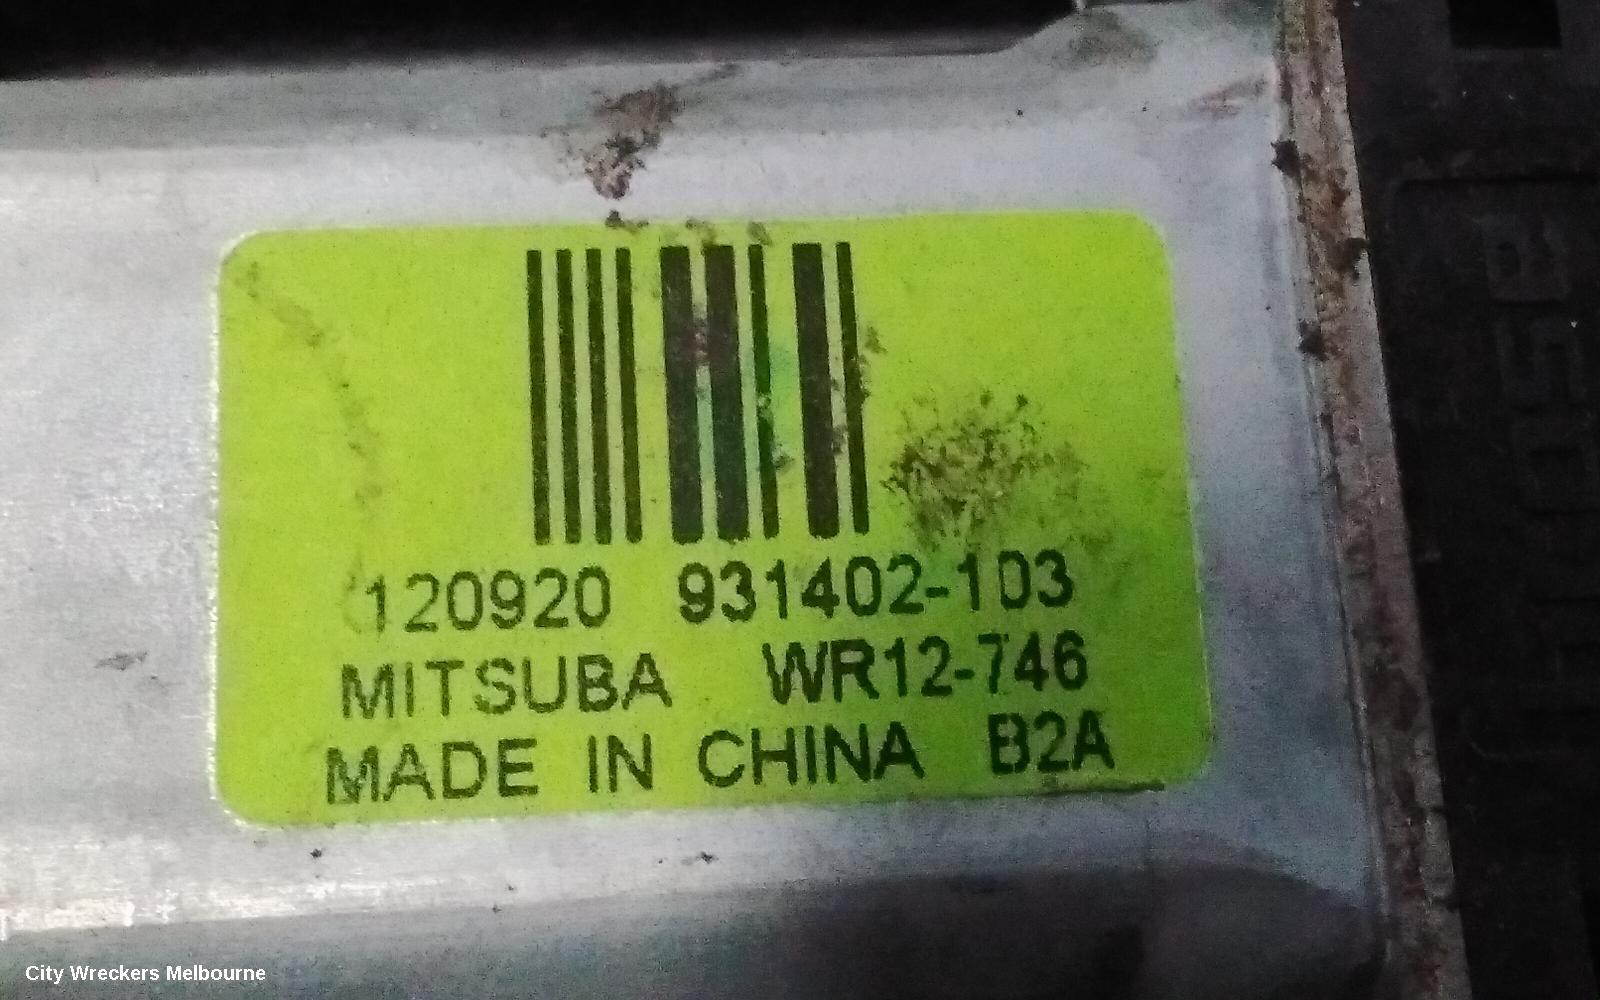 120920 931402-103
MITSUBA WR12-746
MADE IN CHINA B2A
City Wreckers Melbourne